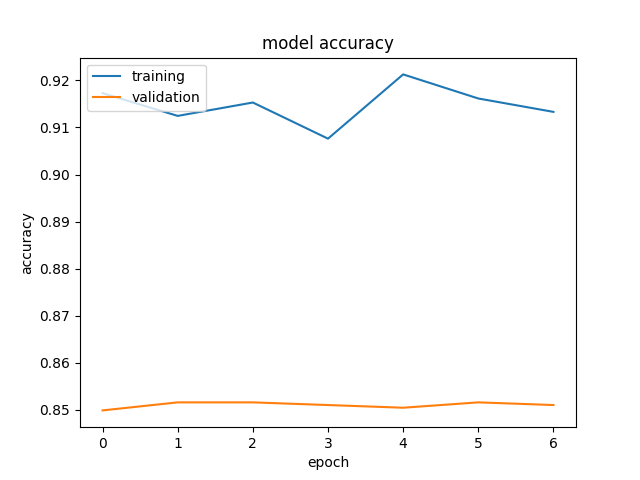 model accuracy
training
validation
accuracy
0.92
0.91
0.90
0.89
0.88
0.87
0.86
0.85
0 1 2 3 4 5 6
epoch